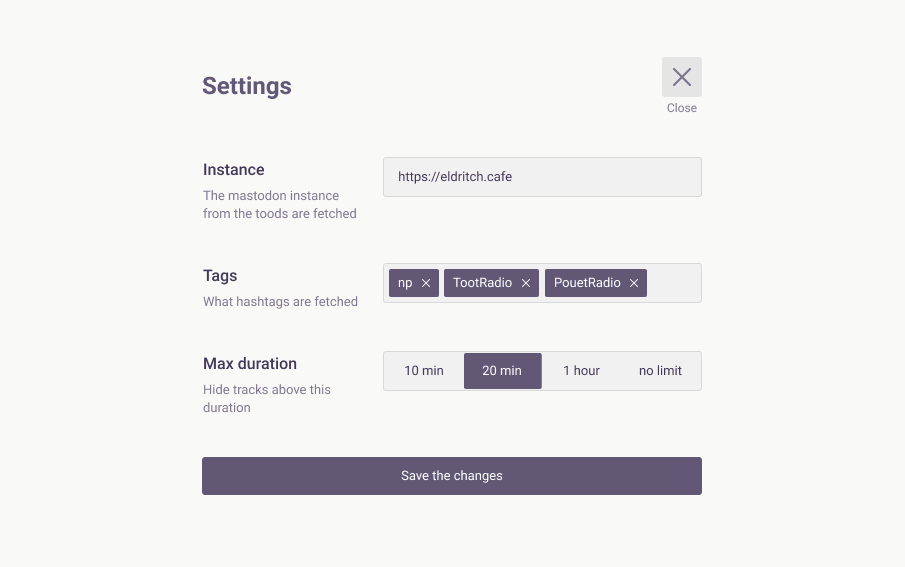 Settings
Close
Instance
https://eldritch.cafe
The mastodon instance
from the toods are fetched
Tags
np TootRadio PouetRadio
What hashtags are fetched
Max duration
10 min 20 min 1 hour no limit
Hide tracks above this
duration
Save the changes